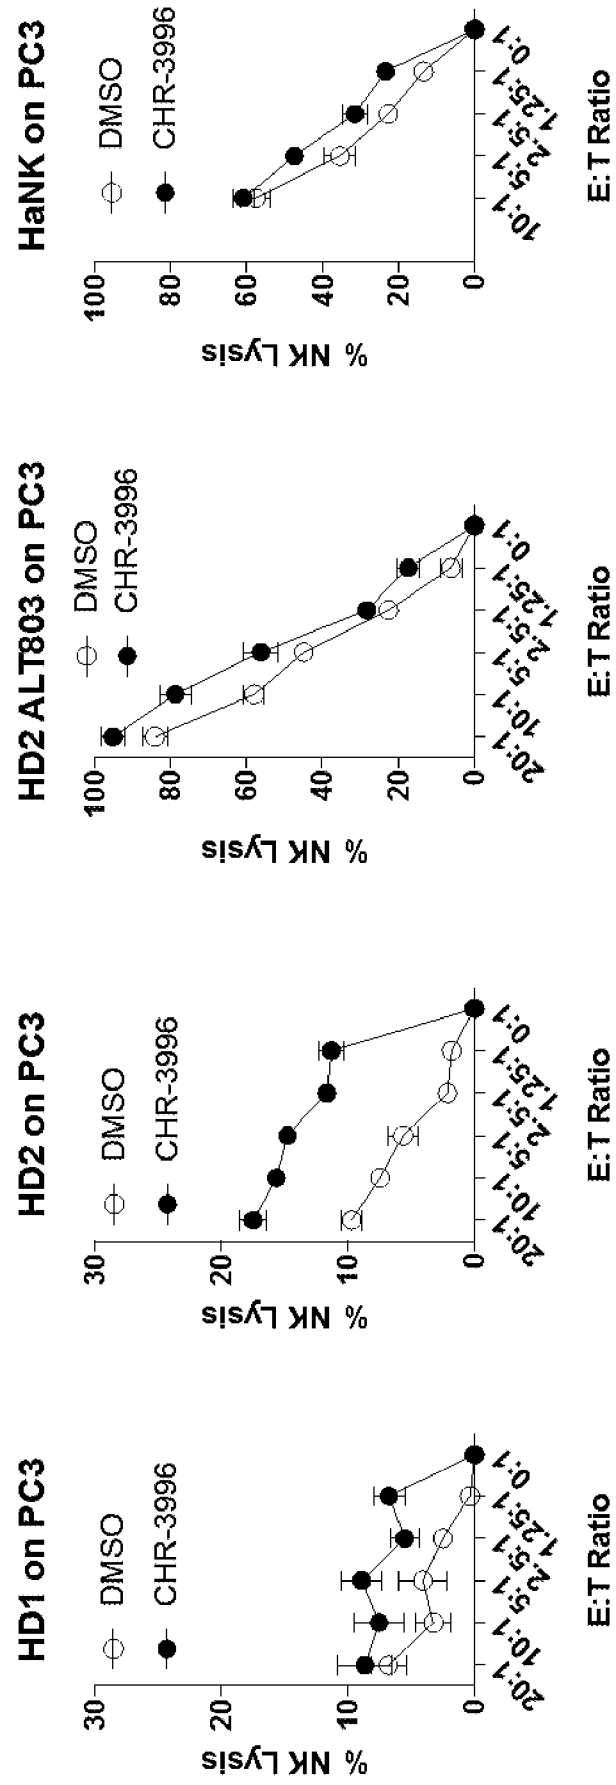 HD1 on PC3
DMSO
CHR-3996
% NK Lysis
30
20
10
0
20:1 10:1 5:1 2.5:1 1.25:1 0:1
E:T Ratio
HD2 on PC3
DMSO
CHR-3996
% NK Lysis
30
20
10
0
20:1 10:1 5:1 2.5:1 1.25:1 0:1
E:T Ratio
HD2 ALT803 on PC3
DMSO
CHR-3996
% NK Lysis
100
80
60
40
20
0
20:1 10:1 5:1 2.5:1 1.25:1 0:1
E:T Ratio
HaNK on PC3
DMSO
CHR-3996
% NK Lysis
100
80
60
40
20
0
10:1 5:1 2.5:1 1.25:1 0:1
E:T Ratio